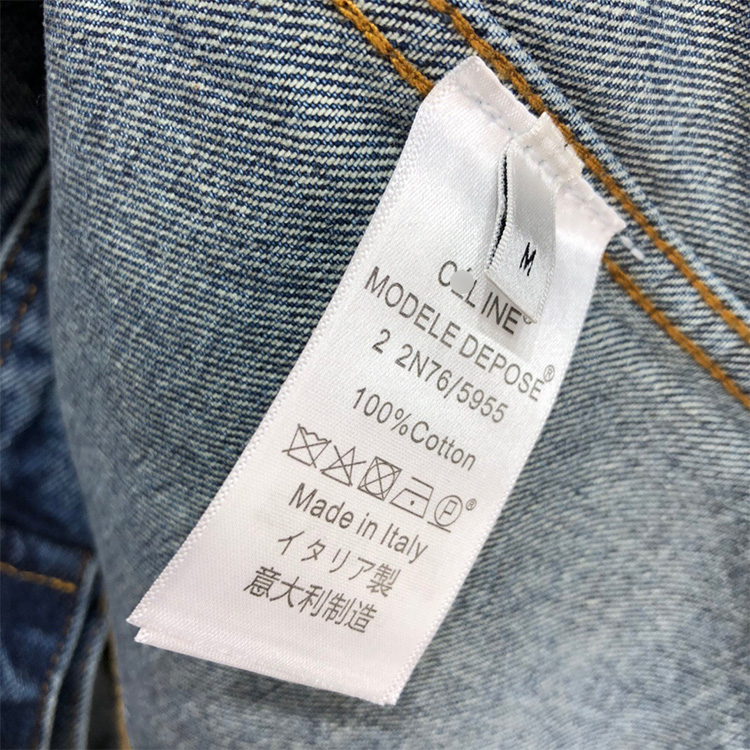 M
CÉLINE®
MODELE DEPOSE®
2 2N76/5955
100%Cotton
®
Made in Italy
イタリア製
意大利制造